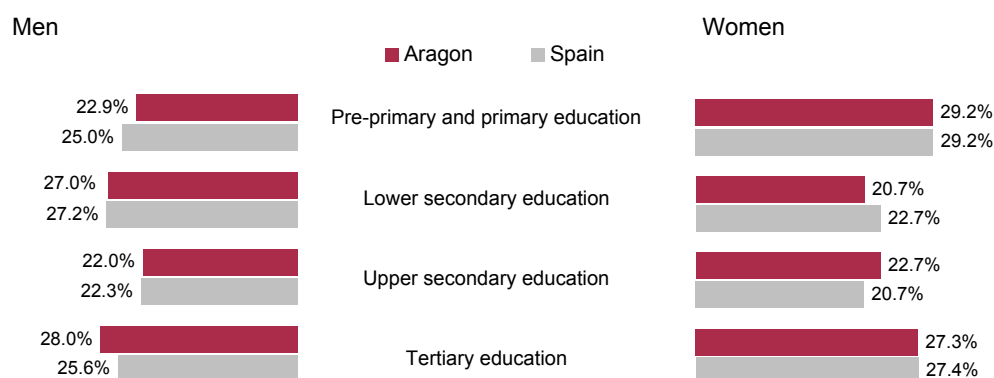 Men
Women
Aragon
Spain
22.9%
25.0%
Pre-primary and primary education
29.2%
29.2%
27.0%
27.2%
Lower secondary education
20.7%
22.7%
22.0%
22.3%
Upper secondary education
22.7%
20.7%
28.0%
25.6%
Tertiary education
27.3%
27.4%